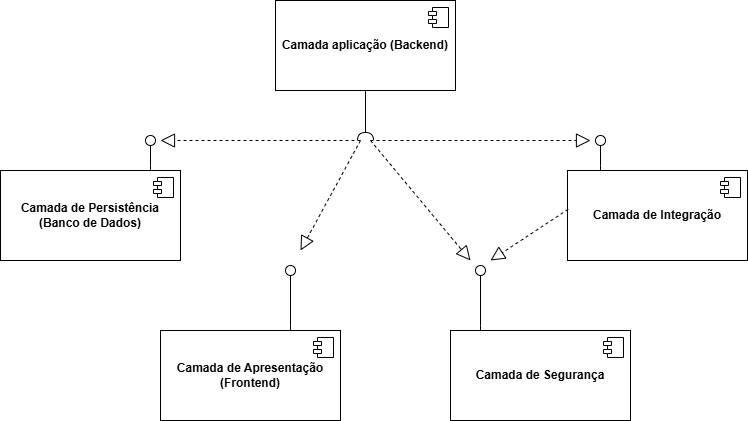 Camada aplicação (Backend)
Camada de Persistência
(Banco de Dados)
Camada de Integração
Camada de Apresentação
(Frontend)
Camada de Segurança